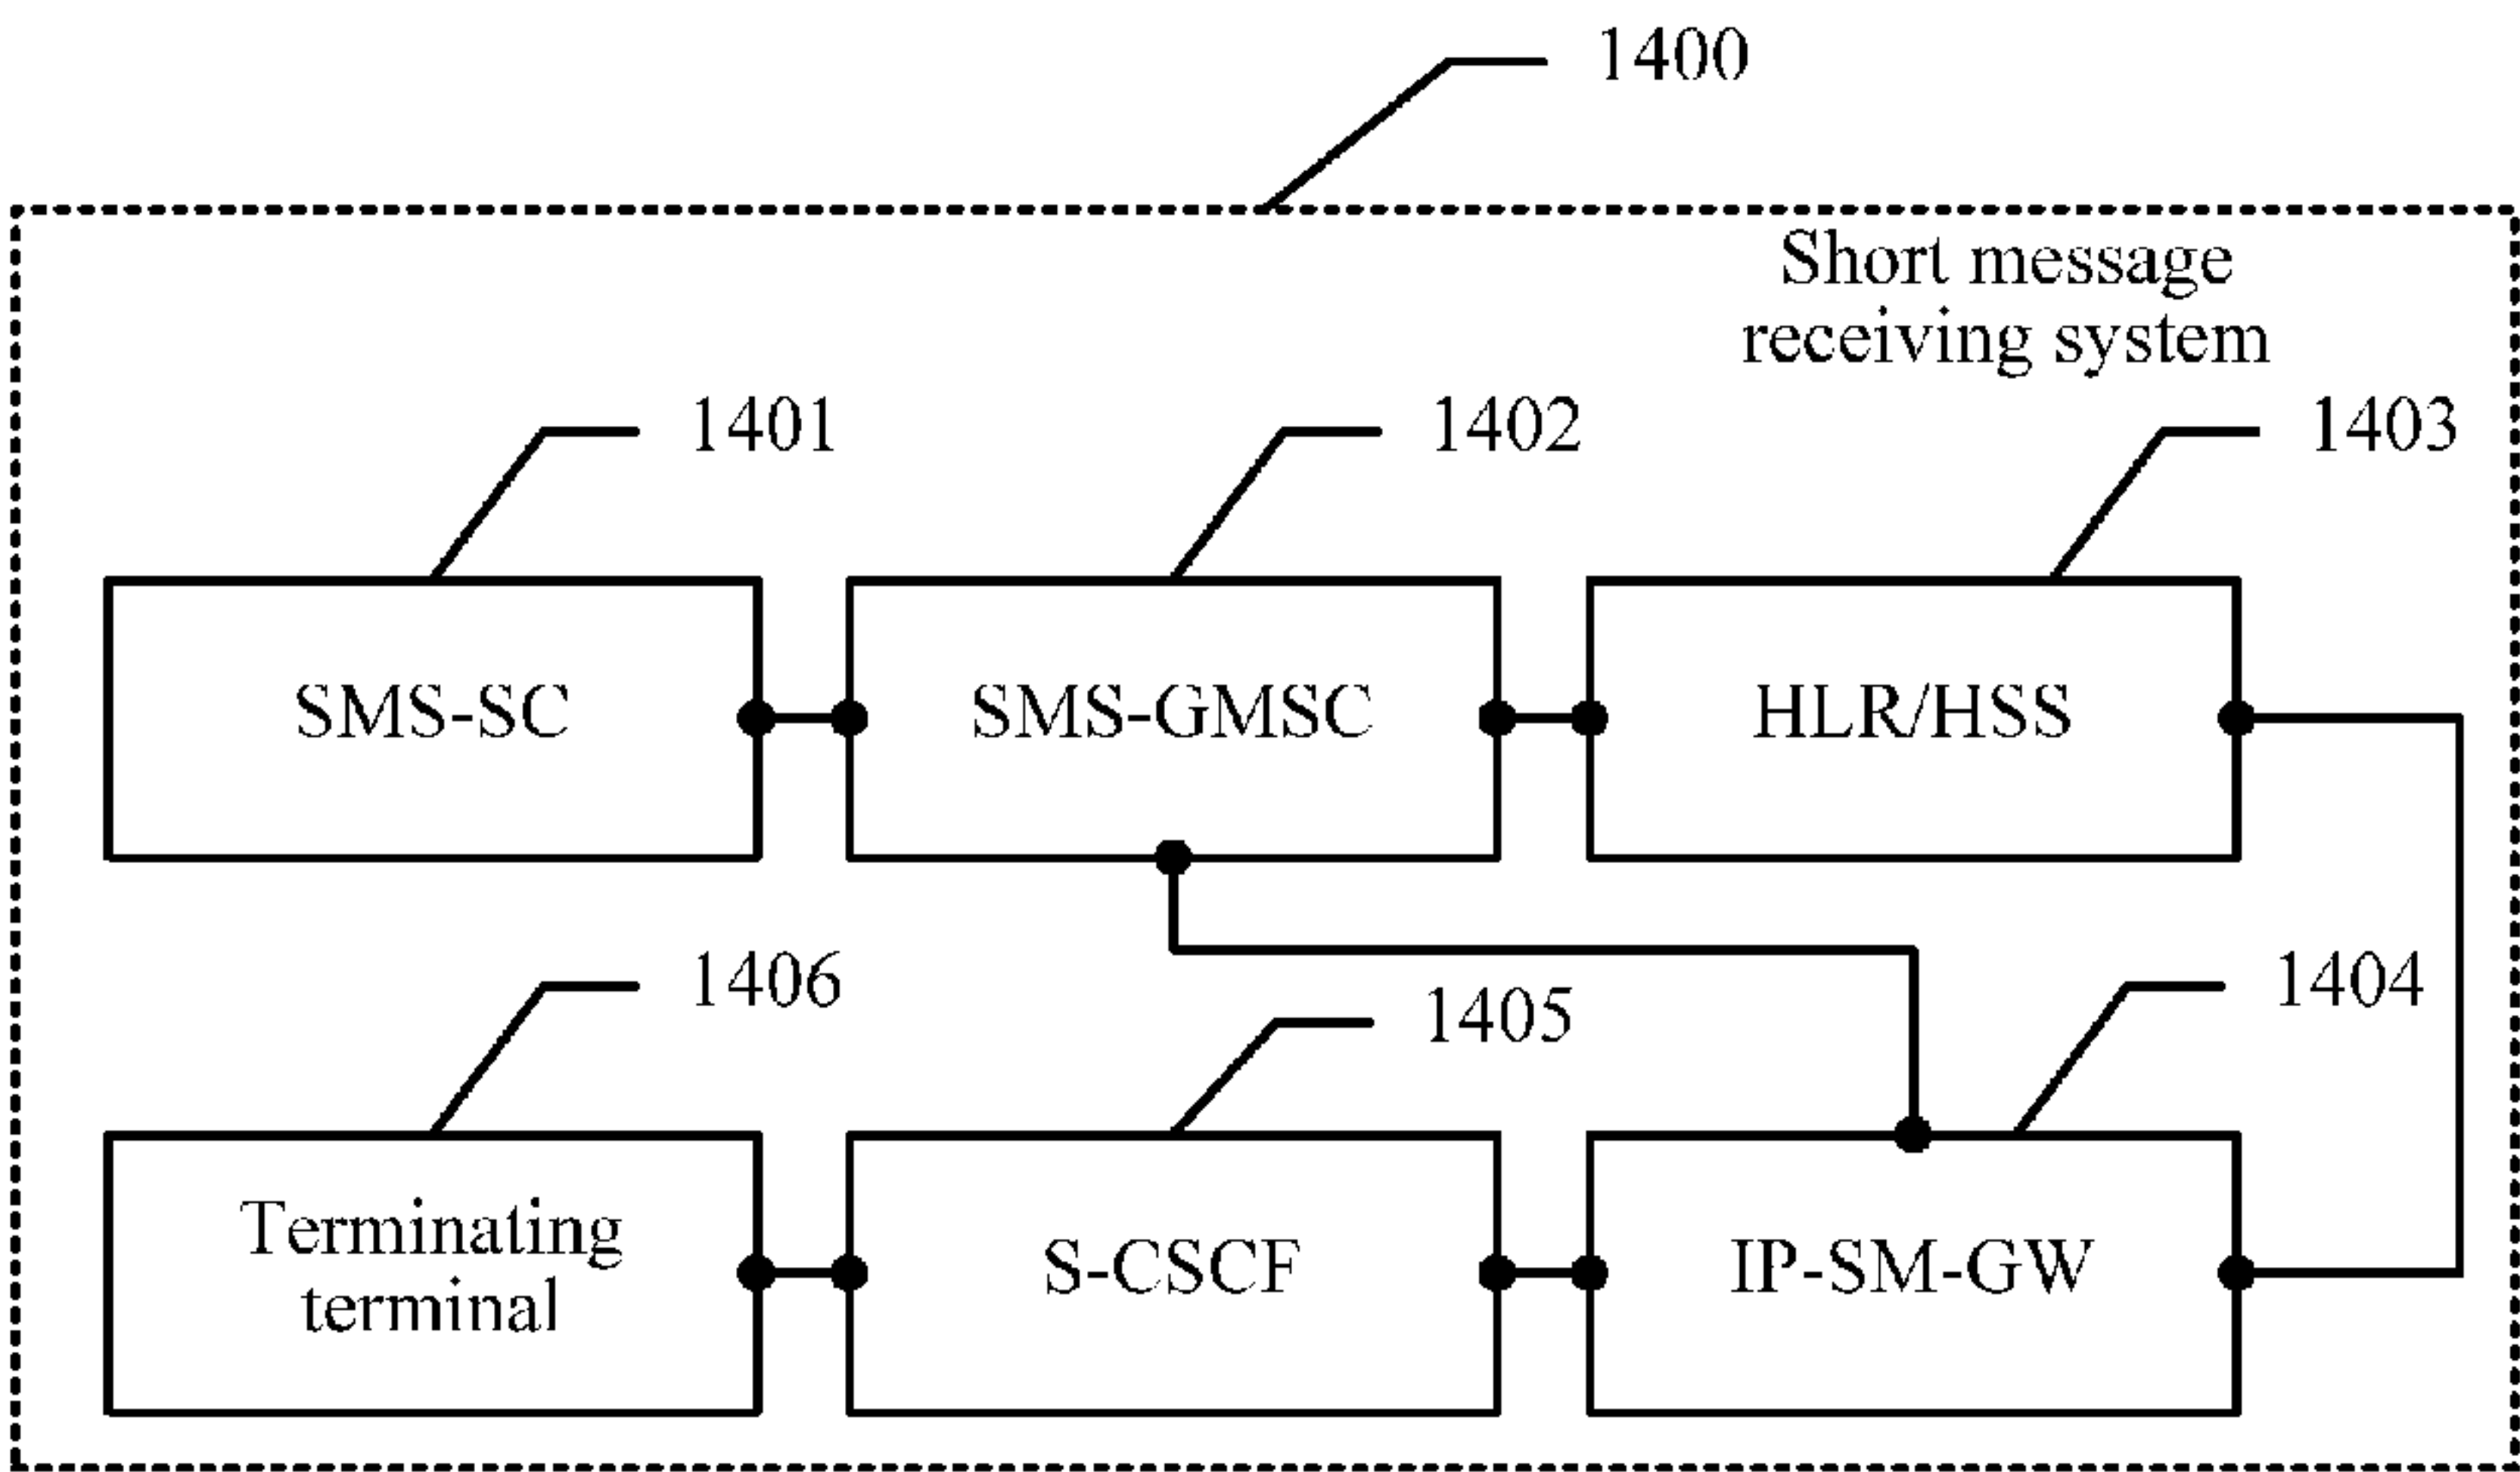 1400
Short message
receiving system
1401
1402
1403
SMS-SC
SMS-GMSC
HLR/HSS
1406
1405
1404
Terminating
terminal
S-CSCF
IP-SM-GW